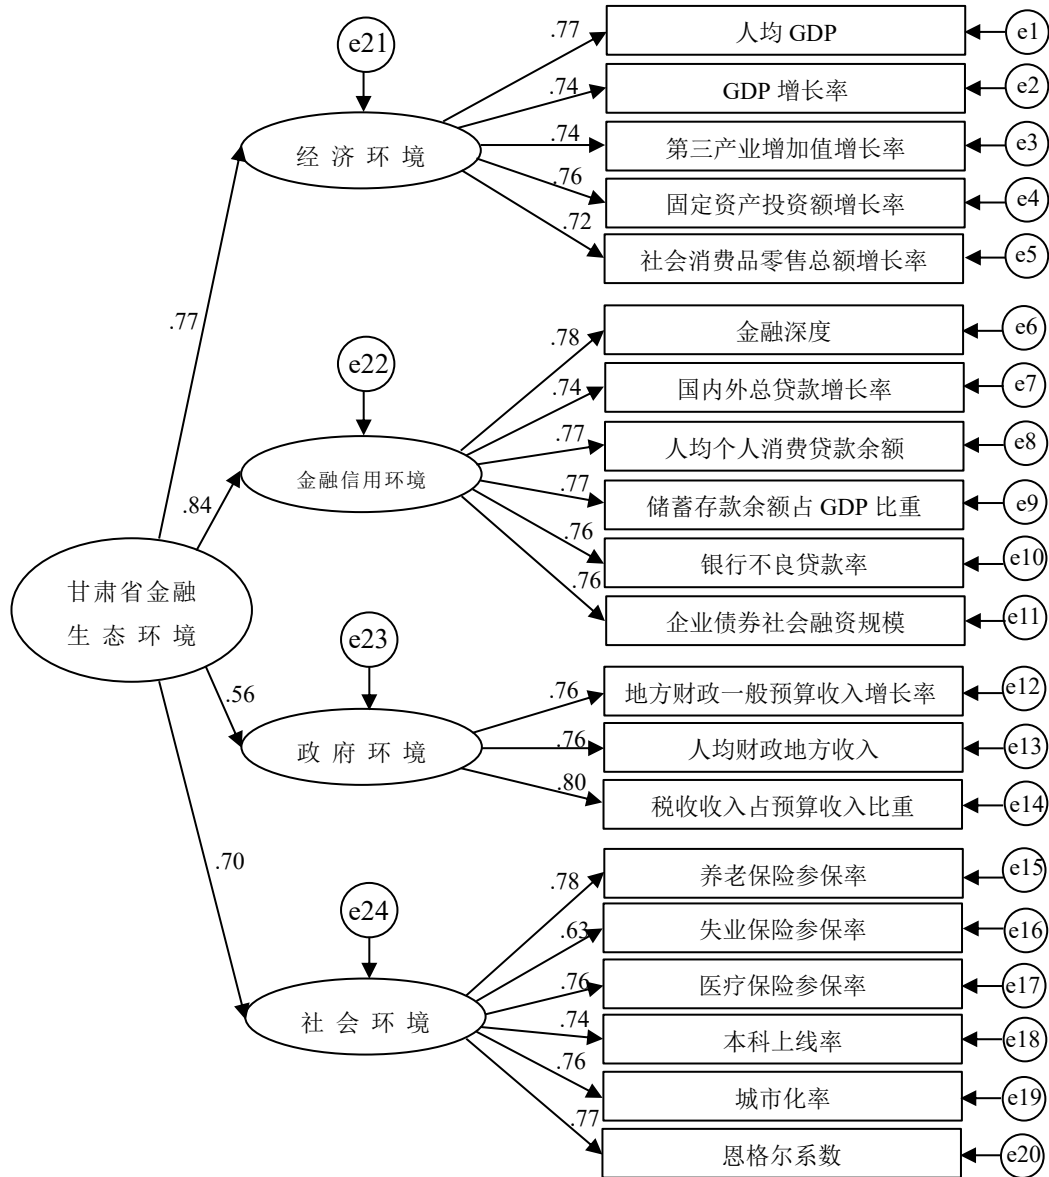 .77
人均 GDP
e1
e21
.74
GDP 增长率
e2
经 济 环 境
.74
第三产业增加值增长率
e3
.76
固定资产投资额增长率
e4
.72
社会消费品零售总额增长率
e5
.77
.78
金融深度
e6
e22
.74
国内外总贷款增长率
e7
.77
人均个人消费贷款余额
e8
金融信用环境
.77
储蓄存款余额占 GDP 比重
e9
.84
.76
银行不良贷款率
e10
.76
企业债券社会融资规模
e11
甘肃省金融
生 态 环 境
e23
.56
.76
地方财政一般预算收入增长率
e12
政 府 环 境
.76
人均财政地方收入
e13
.80
税收收入占预算收入比重
e14
.70
.78
养老保险参保率
e15
e24
.63
失业保险参保率
e16
.76
医疗保险参保率
e17
社 会 环 境
.74
本科上线率
e18
.76
城市化率
e19
.77
恩格尔系数
e20